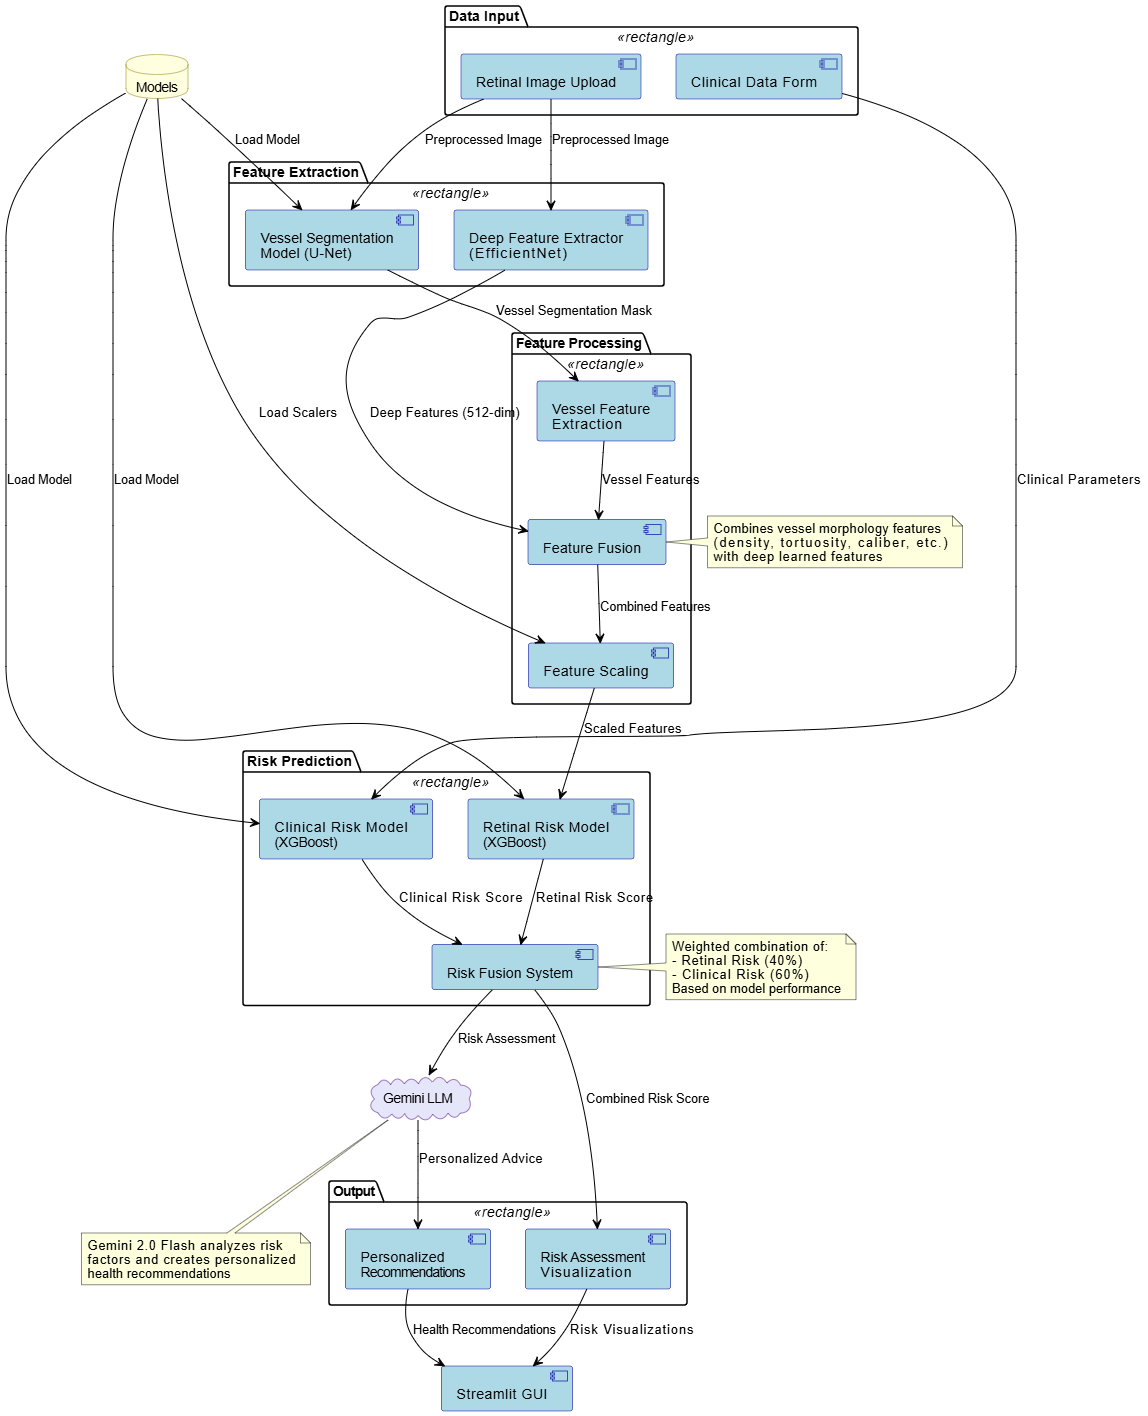 Data Input
«rectangle»
Models
Retinal Image Upload
Clinical Data Form
Load Model
Preprocessed Image
Preprocessed Image
Feature Extraction
«rectangle»
Vessel Segmentation
Model (U-Net)
Deep Feature Extractor
(EfficientNet)
Vessel Segmentation Mask
Feature Processing
«rectangle»
Vessel Feature
Extraction
Load Scalers
Deep Features (512-dim)
Load Model
Load Model
Vessel Features
Clinical Parameters
Feature Fusion
Combines vessel morphology features
(density, tortuosity, caliber, etc.)
with deep learned features
Combined Features
Feature Scaling
Scaled Features
Risk Prediction
«rectangle»
Clinical Risk Model
(XGBoost)
Retinal Risk Model
(XGBoost)
Clinical Risk Score
Retinal Risk Score
Risk Fusion System
Weighted combination of:
- Retinal Risk (40%)
- Clinical Risk (60%)
Based on model performance
Risk Assessment
Gemini LLM
Combined Risk Score
Personalized Advice
Output
«rectangle»
Gemini 2.0 Flash analyzes risk
factors and creates personalized
health recommendations
Personalized
Recommendations
Risk Assessment
Visualization
Health Recommendations
Risk Visualizations
Streamlit GUI